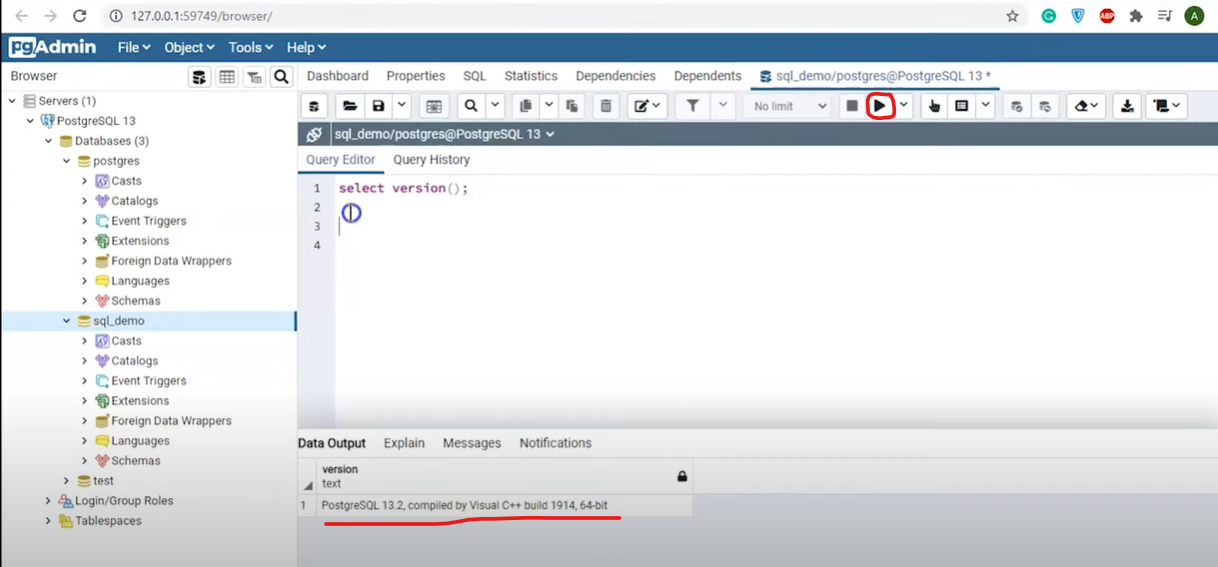 127.0.0.1:59749/browser/
ABP
A
pgAdmin File Object Tools Help
Browser
Dashboard Properties SQL Statistics Dependencies Dependents sql_demo/postgres@PostgreSQL 13 *
No limit
sql_demo/postgres@PostgreSQL 13
Query Editor Query History
1 select version();
2
3
4
Servers (1)
PostgreSQL 13
Databases (3)
postgres
Casts
Catalogs
Event Triggers
Extensions
Foreign Data Wrappers
Languages
Schemas
sql_demo
Casts
Catalogs
Event Triggers
Extensions
Foreign Data Wrappers
Languages
Schemas
test
Login/Group Roles
Tablespaces
Data Output Explain Messages Notifications
version
text
1 PostgreSQL 13.2, compiled by Visual C++ build 1914, 64-bit